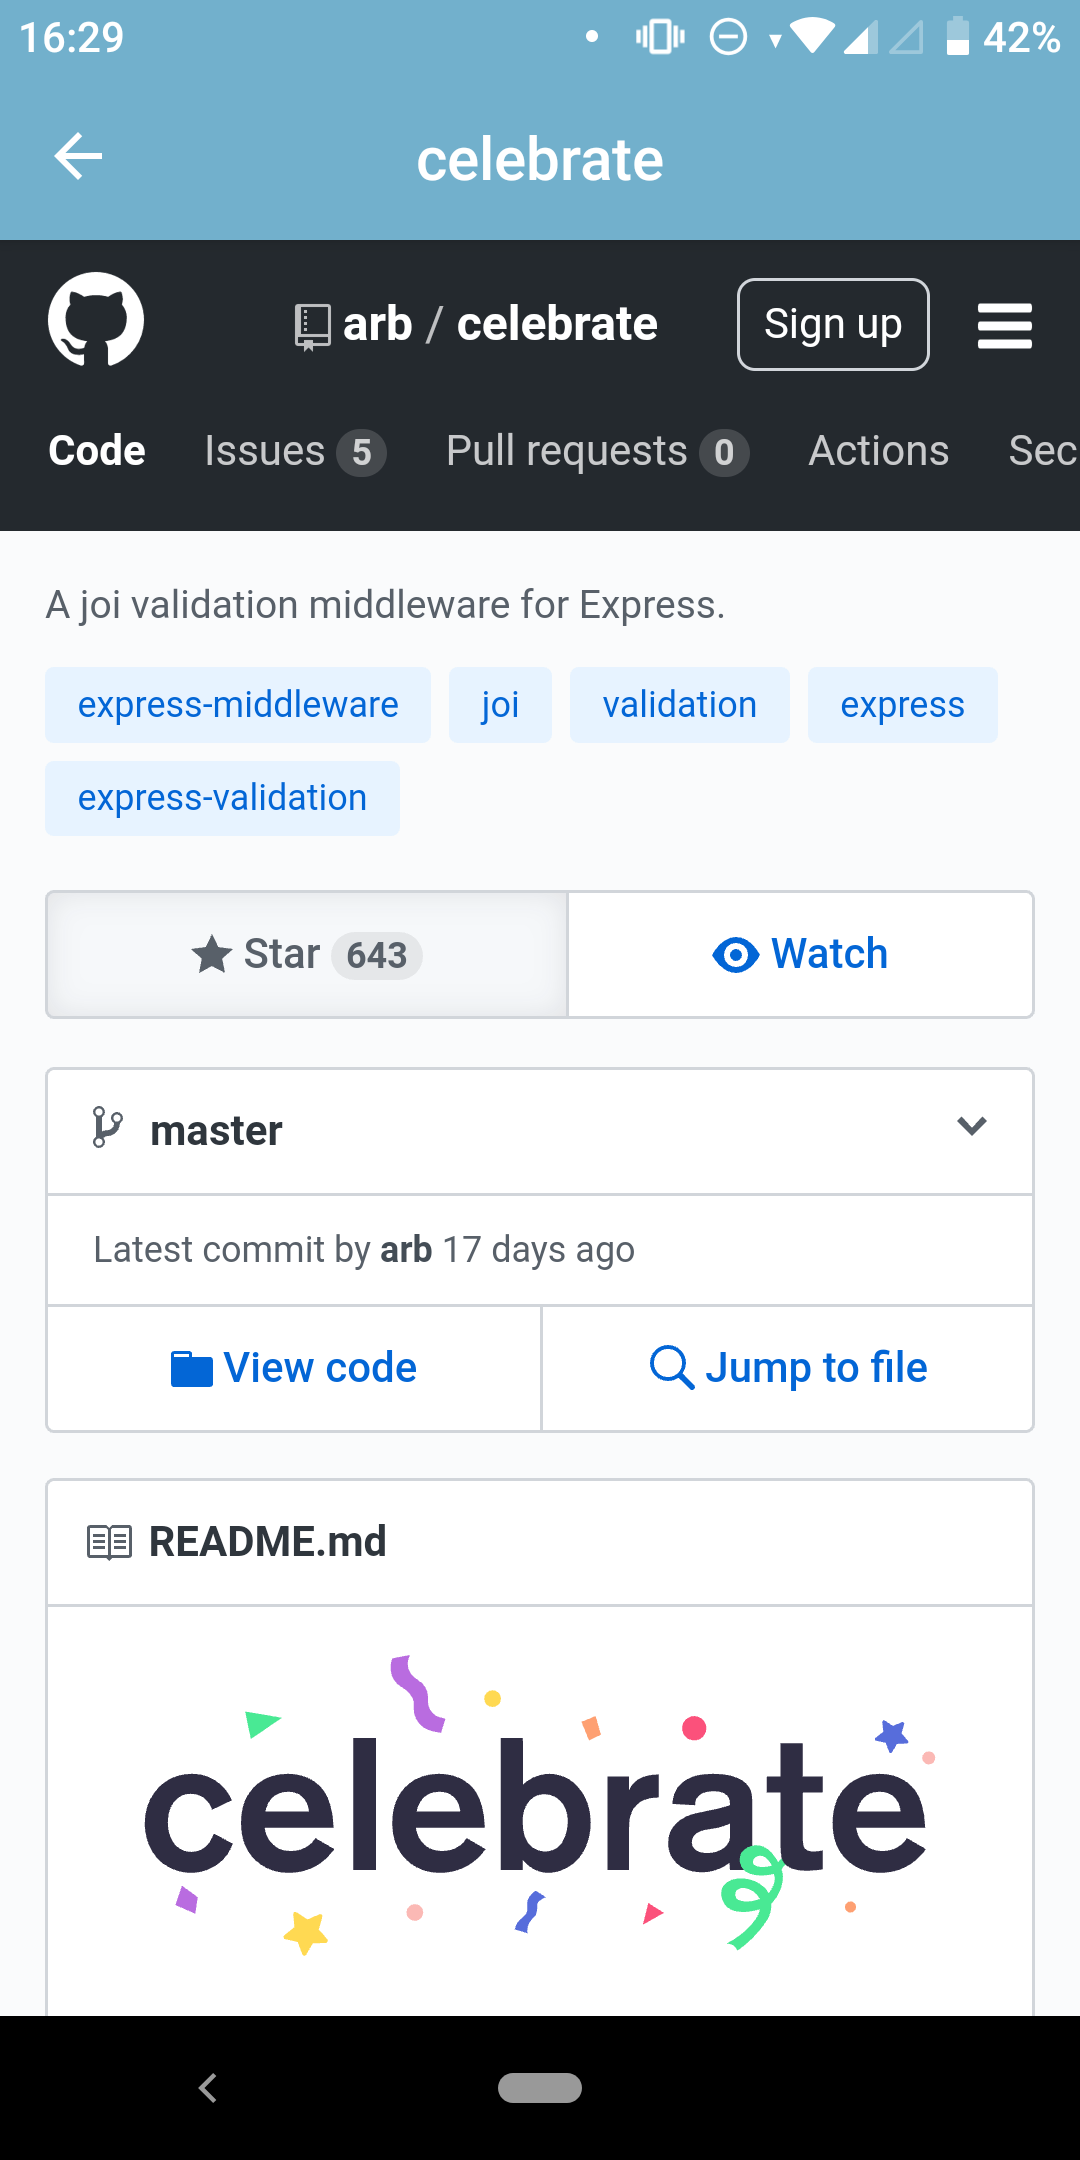 16:29 42%
celebrate
arb / celebrate Sign up
Code Issues 5 Pull requests 0 Actions Sec
A joi validation middleware for Express.
express-middleware joi validation express
express-validation
Star 643 Watch
master
Latest commit by arb 17 days ago
View code Jump to file
README.md
celebrate